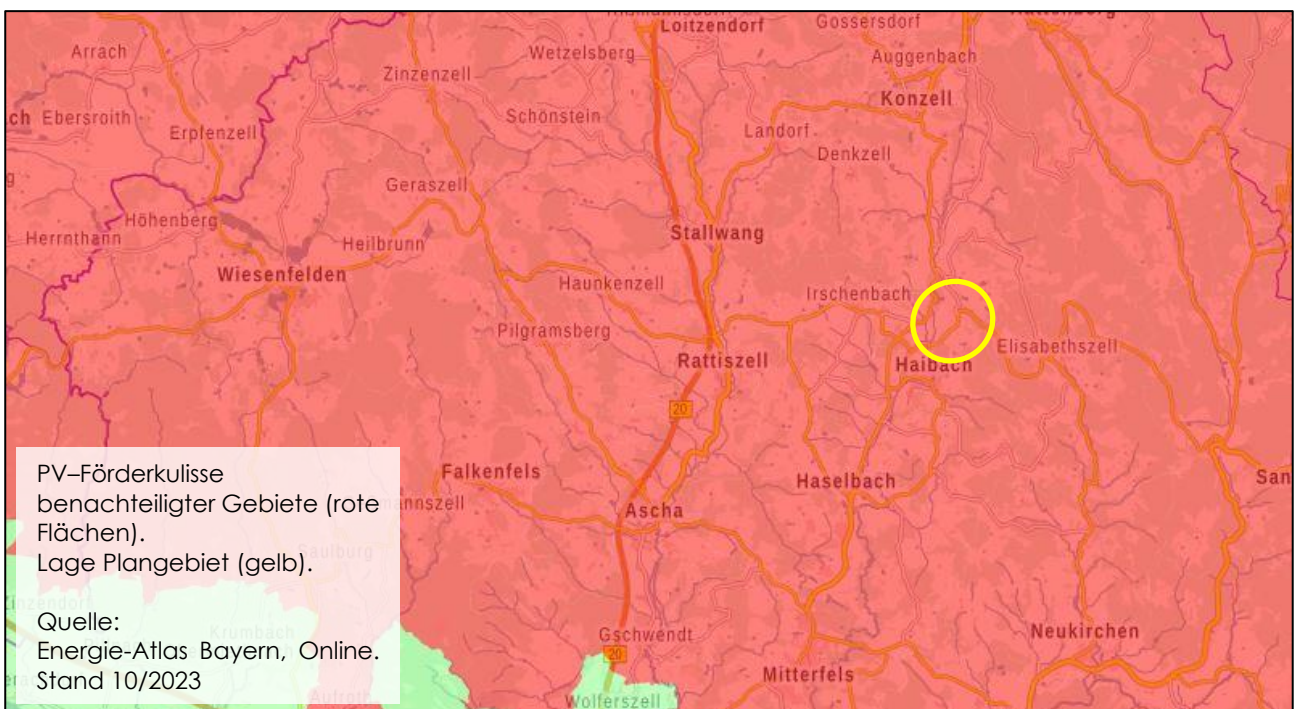 Loitzendorf
Gossersdorf
Arrach
Wetzelsberg
Auggenbach
Zinzenzell
Konzell
Ebersroith
Schönstein
Erpfenzell
Landorf
Denkzell
Geraszell
Höhenberg
Herrnthann
Heilbrunn
Stallwang
Wiesenfelden
Haunkenzell
Irschenbach
Pilgramsberg
Elisabethszell
Rattiszell
Haibach
20
Falkenfels
Haselbach
Ascha
PV–Förderkulisse
benachteiligter Gebiete (rote
Flächen).
Lage Plangebiet (gelb).
Quelle:
Energie-Atlas Bayern, Online.
Stand 10/2023
Saulburg
Krumbach
Gschwendt
Neukirchen
20
Mitterfels
Wolferszell